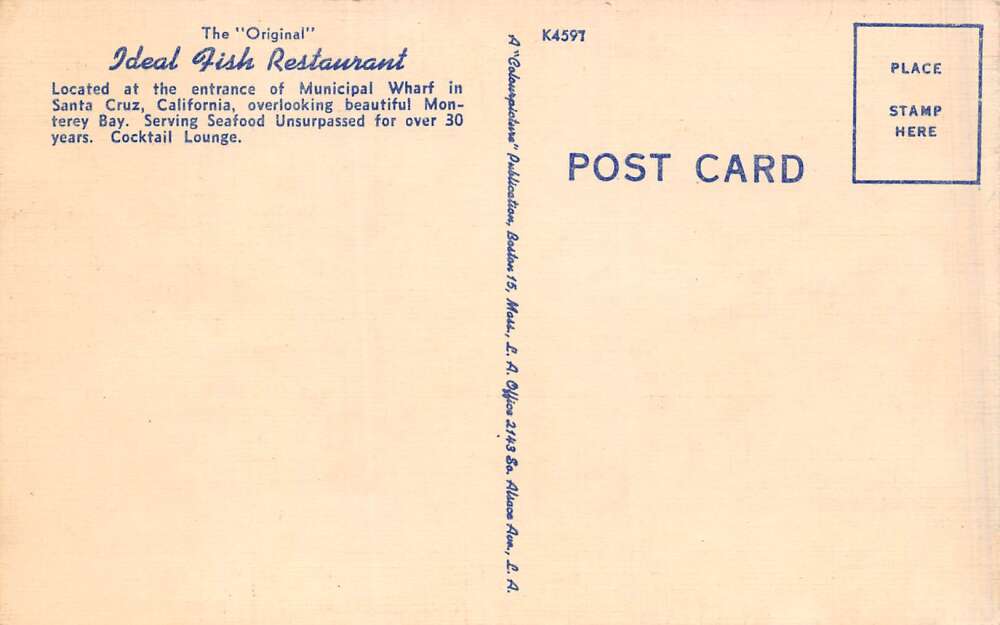 The "Original"
Ideal Fish Restaurant
Located at the entrance of Municipal Wharf in
Santa Cruz, California, overlooking beautiful Mon-
terey Bay. Serving Seafood Unsurpassed for over 30
years. Cocktail Lounge.
A "Colourpicture" Publication, Boston 15, Mass., L. A. Office 2143 So. Alsace Ave., L. A.
K4597
POST CARD
PLACE
STAMP
HERE